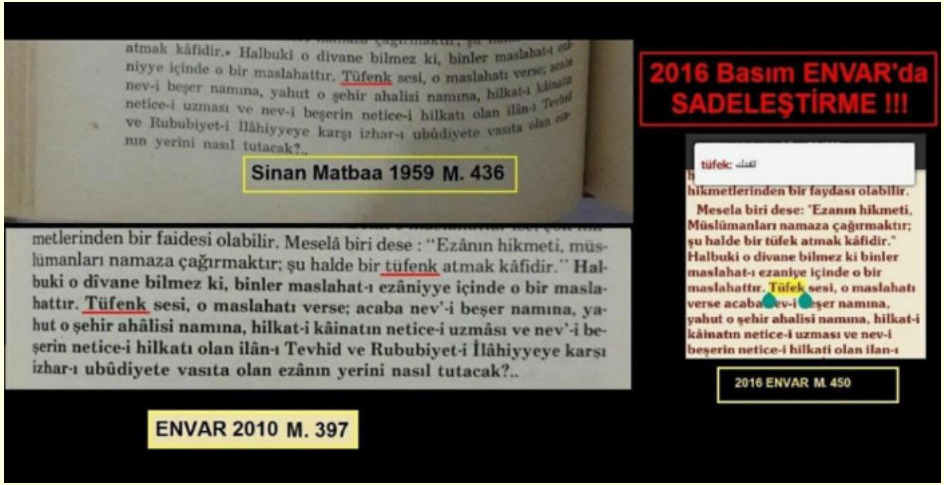 atmak kâfidir.» Halbuki o divane bilmez ki, binler maslahat-ı eza-
niyye içinde o bir maslahattır. Tüfenk sesi, o maslahatı verse; acaba
nev-i beşer namına, yahut o şehir ahalisi namına, hilkat-i kâinatın
netice-i uzması ve nev-i beşerin netice-i hilkatı olan ilân-ı Tevhid
ve Rububiyet-i İlâhiyyeye karşı izhar-ı ubûdiyete vasıta olan eza-
nın yerini nasıl tutacak?..
Sinan Matbaa 1959 M. 436
metlerinden bir faidesi olabilir. Meselâ biri dese : "Ezânın hikmeti, müs-
lümanları namaza çağırmaktır; şu halde bir tüfenk atmak kâfidir." Hal-
buki o dîvane bilmez ki, binler maslahat-ı ezâniyye içinde o bir masla-
hattır. Tüfenk sesi, o maslahatı verse; acaba nev'-i beşer namına, ya-
hut o şehir ahâlisi namına, hilkat-i kâinatın netice-i uzmâsı ve nev'-i be-
şerin netice-i hilkatı olan ilân-ı Tevhid ve Rububiyet-i İlâhiyyeye karşı
izhar-ı ubûdiyete vasıta olan ezânın yerini nasıl tutacak?..
ENVAR 2010 M. 397
2016 Basım ENVAR'da
SADELEŞTİRME !!!
tüfek: تفنك
hikmetlerinden bir faydası olabilir.
Mesela biri dese: "Ezanın hikmeti,
Müslümanları namaza çağırmaktır;
şu halde bir tüfek atmak kâfidir."
Halbuki o divane bilmez ki binler
maslahat-ı ezaniye içinde o bir
maslahattır. Tüfek sesi, o maslahatı
verse acaba nev-i beşer namına,
yahut o şehir ahalisi namına, hilkat-i
kâinatın netice-i uzması ve nev-i
beşerin netice-i hilkati olan ilan-ı
2016 ENVAR M. 450